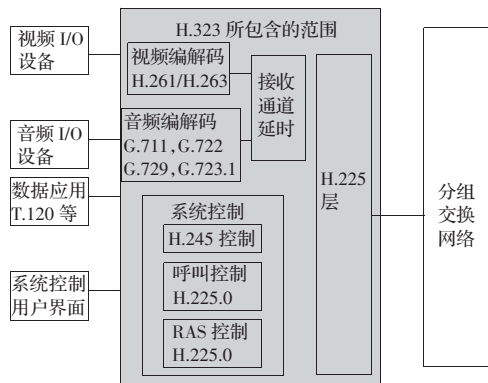 H.323 所包含的范围
视频 I/O
设备
视频编解码
H.261/H.263
接收
通道
延时
音频 I/O
设备
音频编解码
G.711,G.722
G.729,G.723.1
数据应用
T.120 等
系统控制
用户界面
系统控制
H.245 控制
呼叫控制
H.225.0
RAS 控制
H.225.0
H.225
层
分组
交换
网络